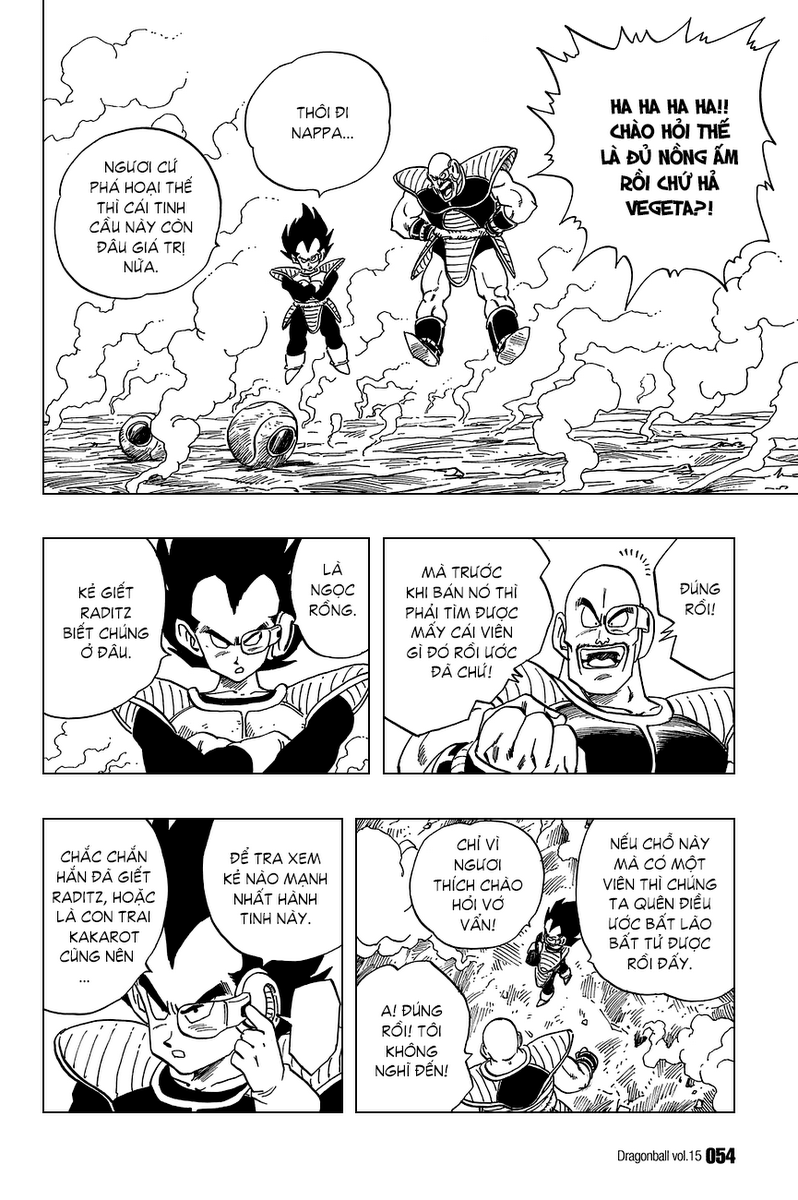 HA HA HA HA!!
CHÀO HỎI THẾ
LÀ ĐỦ NỒNG ẤM
RỒI CHỨ HẢ
VEGETA?!
THÔI ĐI
NAPPA...
NGƯƠI CỨ
PHÁ HOẠI THẾ
THÌ CÁI TINH
CẦU NÀY CÒN
ĐÂU GIÁ TRỊ
NỮA.
ĐÚNG
RỒI!
MÀ TRƯỚC
KHI BÁN NÓ THÌ
PHẢI TÌM ĐƯỢC
MẤY CÁI VIÊN
GÌ ĐÓ RỒI ƯỚC
ĐÃ CHỨ!
LÀ
NGỌC
RỒNG.
KẺ GIẾT
RADITZ
BIẾT CHÚNG
Ở ĐÂU.
NẾU CHỖ NÀY
MÀ CÓ MỘT
VIÊN THÌ CHÚNG
TA QUÊN ĐIỀU
ƯỚC BẤT LÃO
BẤT TỬ ĐƯỢC
RỒI ĐẤY.
CHỈ VÌ
NGƯƠI
THÍCH CHÀO
HỎI VỚ
VẨN!
A! ĐÚNG
RỒI! TÔI
KHÔNG
NGHĨ ĐẾN!
ĐỂ TRA XEM
KẺ NÀO MẠNH
NHẤT HÀNH
TINH NÀY.
CHẮC CHẮN
HẮN ĐÃ GIẾT
RADITZ, HOẶC
LÀ CON TRAI
KAKAROT
CŨNG NÊN
...
Dragonball vol.15 054